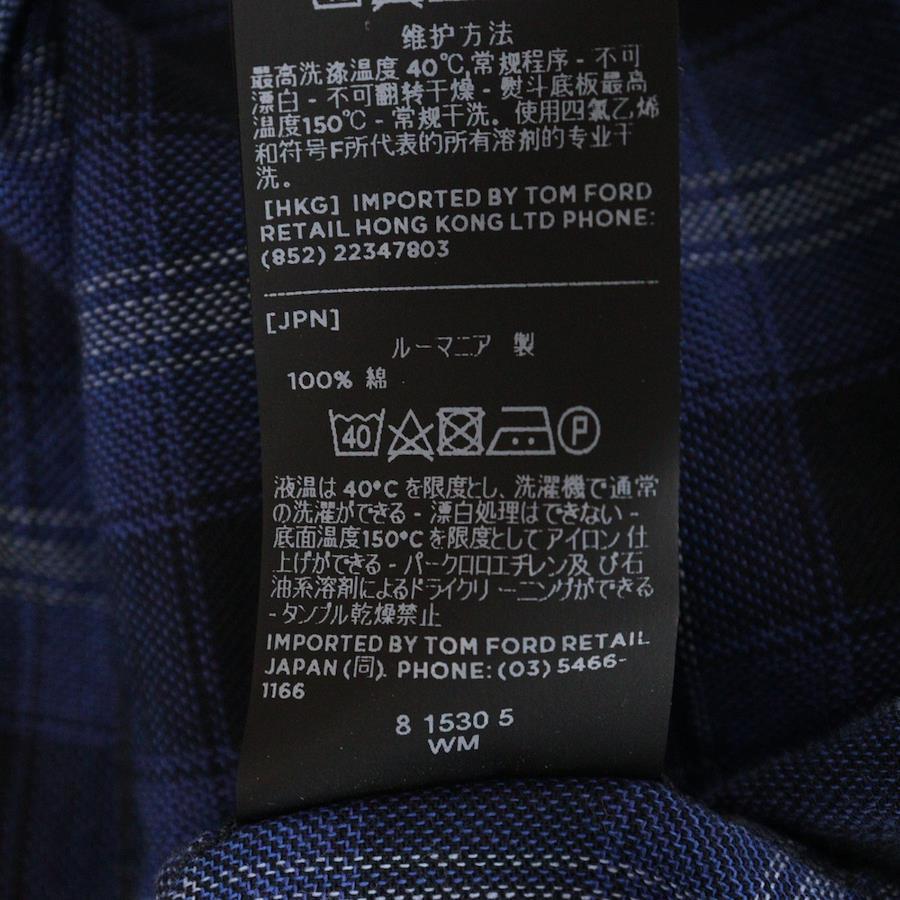 维护方法
最高洗涤温度 40℃,常规程序 - 不可
漂白 - 不可翻转干燥 - 熨斗底板最高
温度150℃ - 常规干洗。使用四氯乙烯
和符号F所代表的所有溶剂的专业干
洗。
[HKG] IMPORTED BY TOM FORD
RETAIL HONG KONG LTD PHONE:
(852) 22347803
[JPN]
ルーマニア 製
100% 綿
40 P
液温は 40°C を限度とし、洗濯機で通常
の洗濯ができる - 漂白処理はできない -
底面温度150°Cを限度としてアイロン 仕
上げができる - パークロロエチレン及 び石
油系溶剤によるドライクリーニングができる
- タンブル乾燥禁止
IMPORTED BY TOM FORD RETAIL
JAPAN (同). PHONE: (03) 5466-
1166
8 1530 5
WM